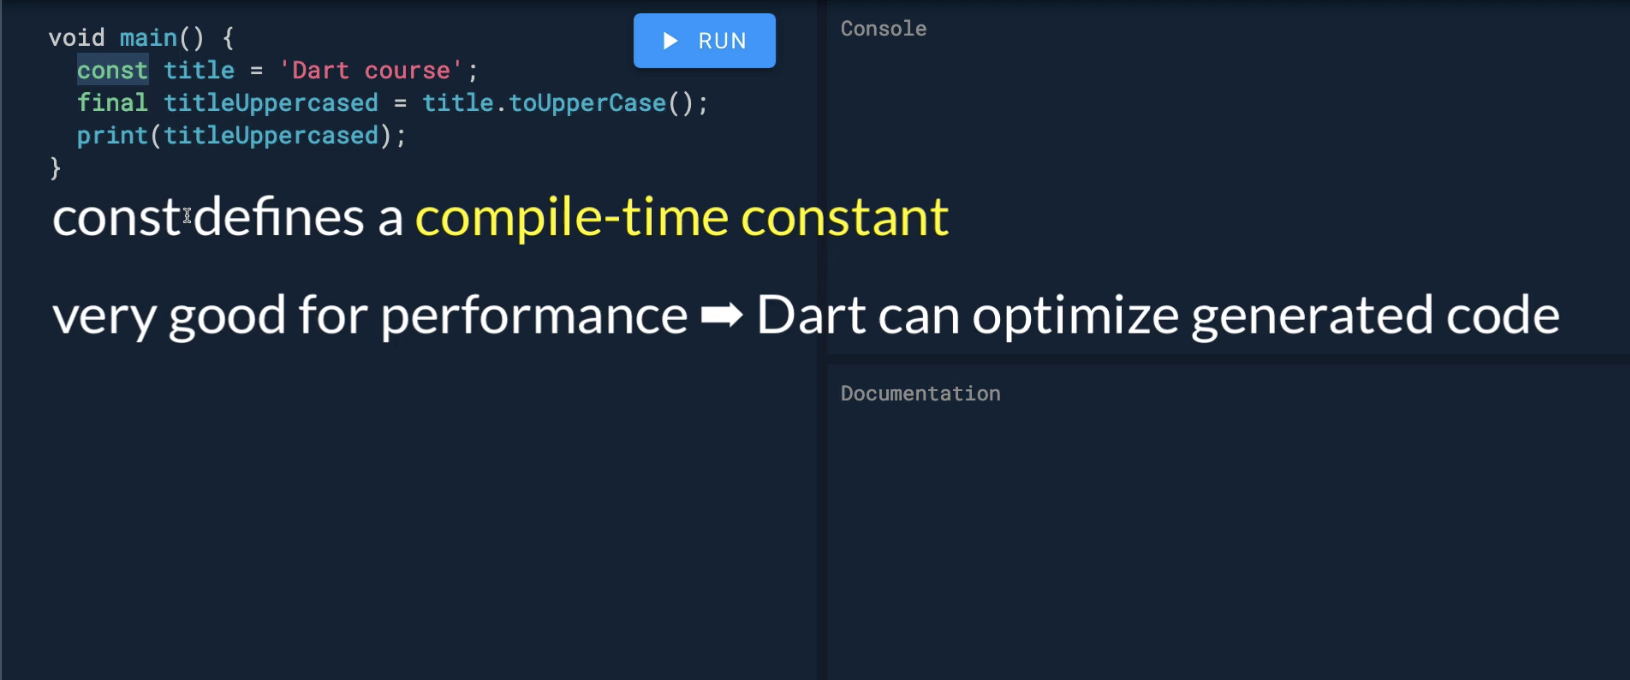 void main() {
const title = 'Dart course';
final titleUppercased = title.toUpperCase();
print(titleUppercased);
}
RUN
Console
const defines a compile-time constant
very good for performance ➡ Dart can optimize generated code
Documentation